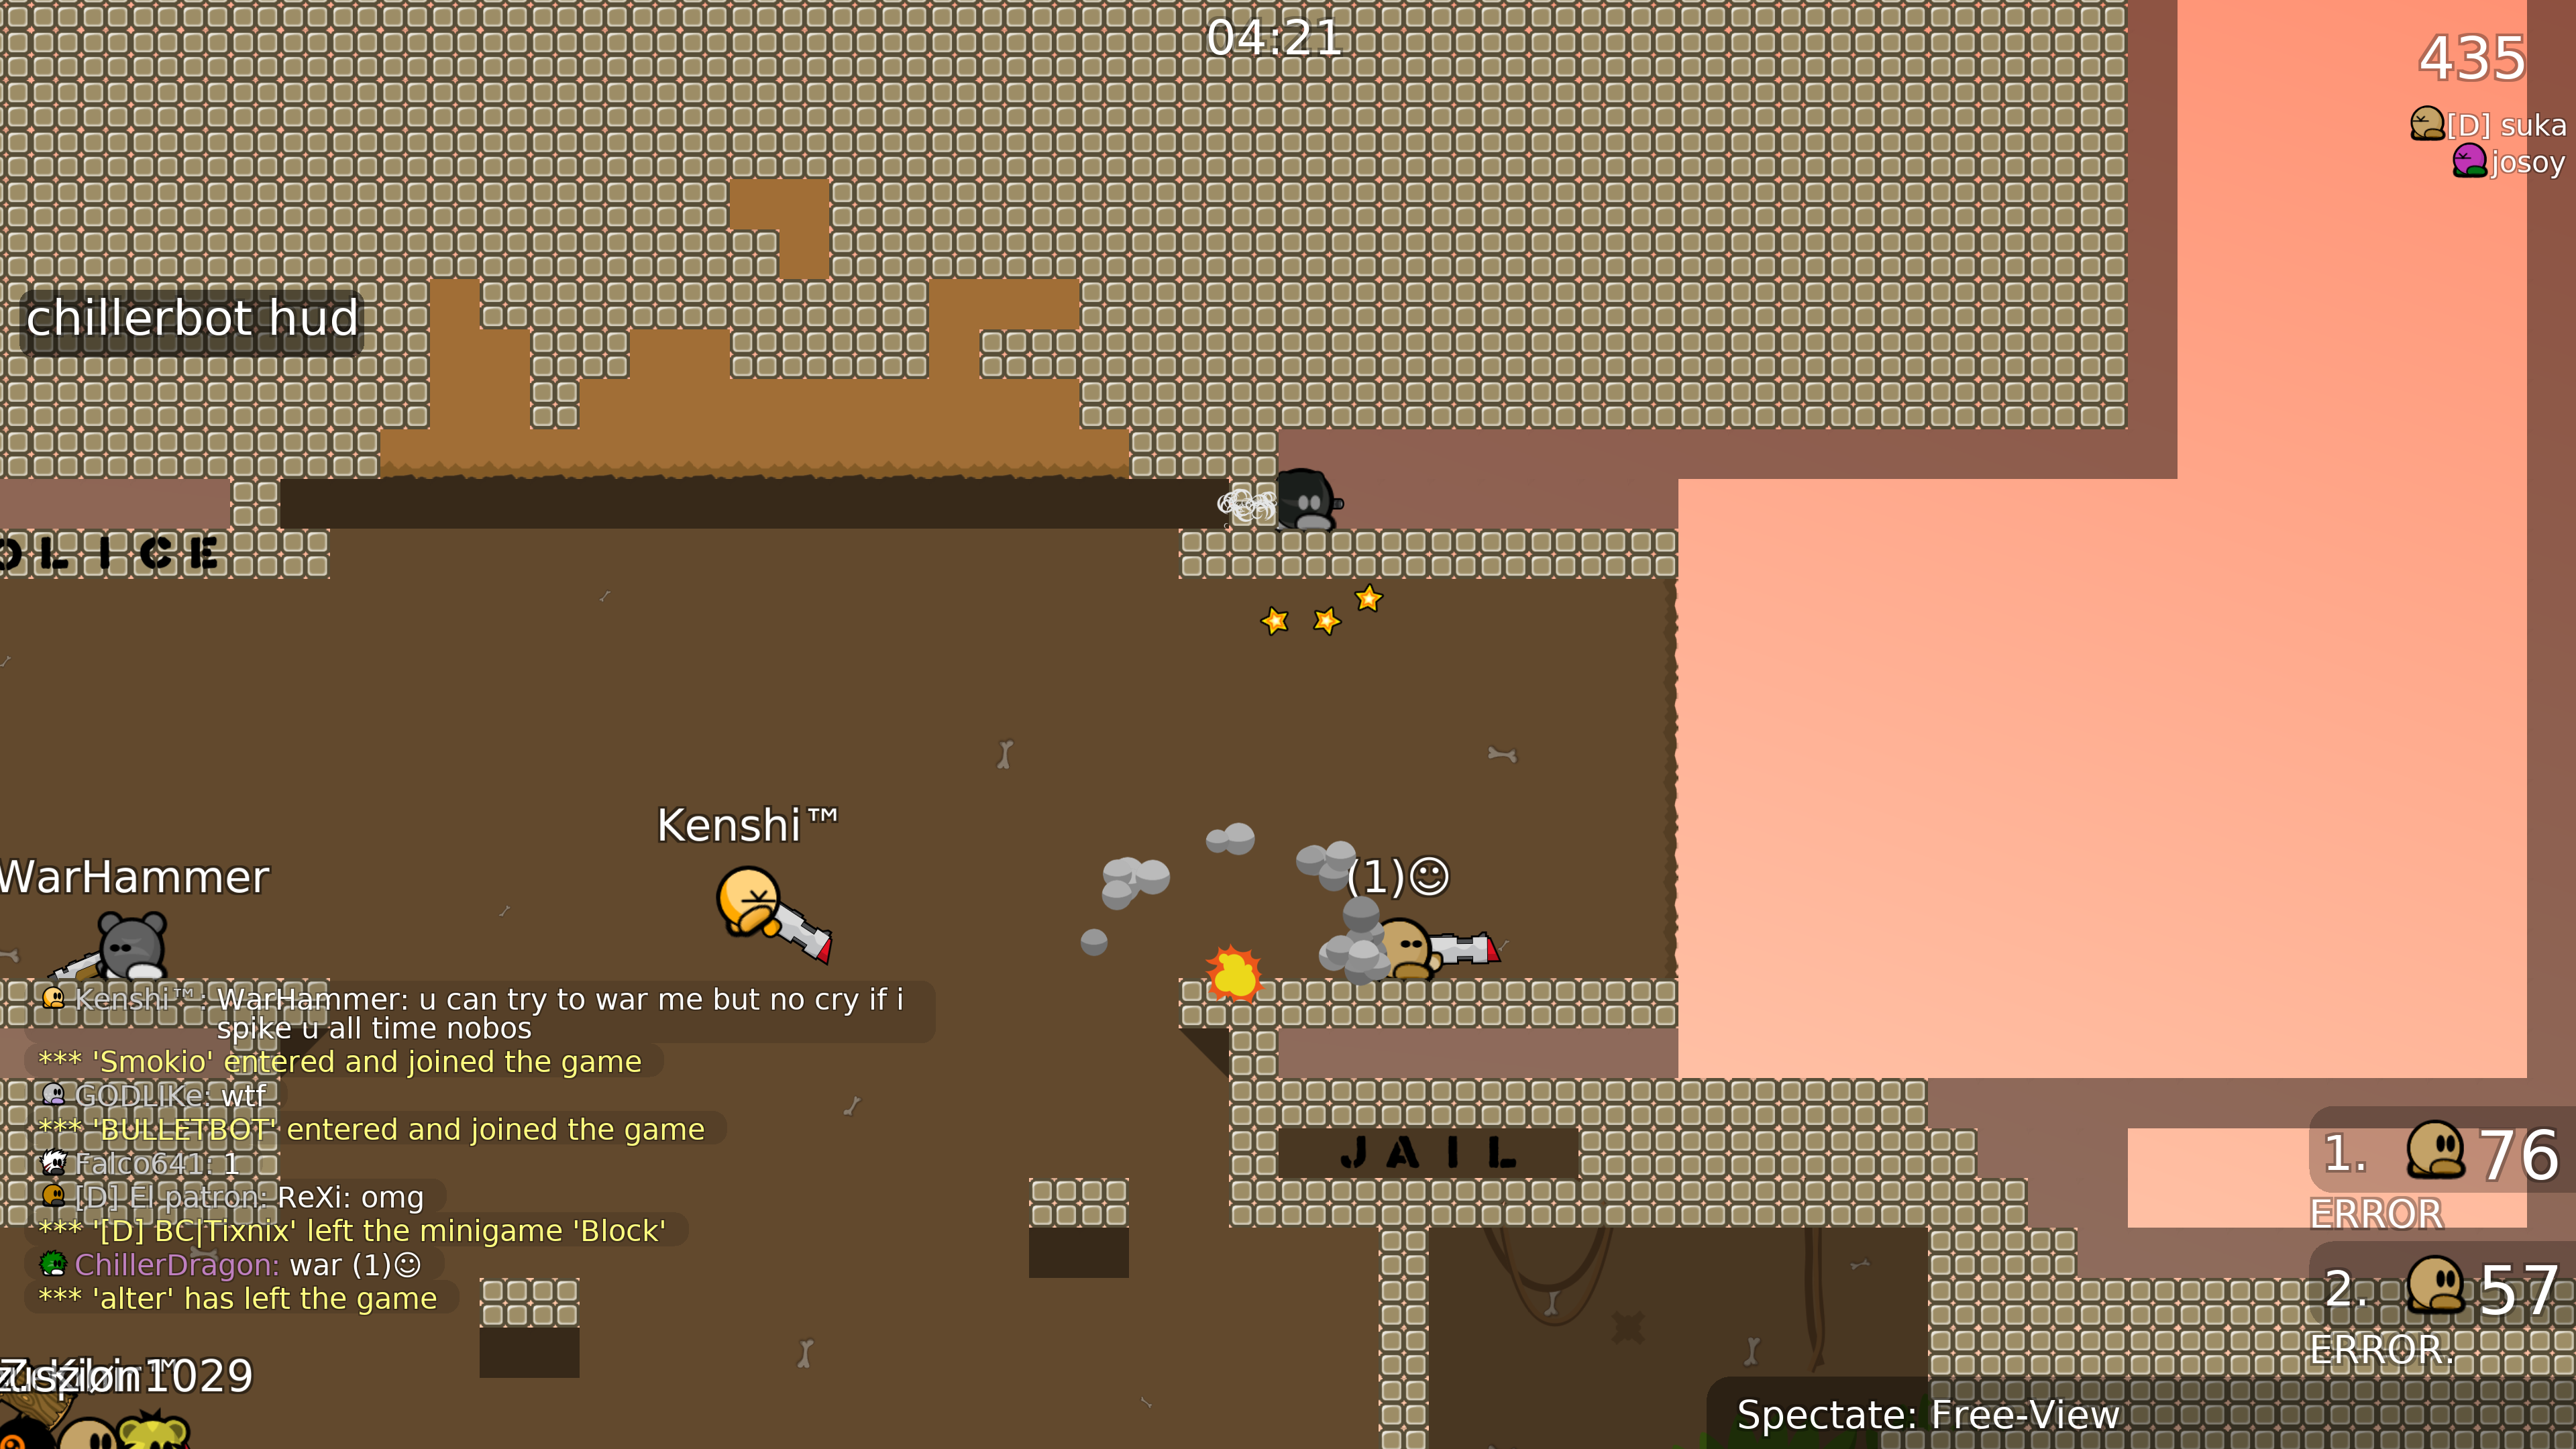 04:21
435
[D] suka
josoy
chillerbot hud
OLICE
Kenshi™
WarHammer
(1)☺
Kenshi™: WarHammer: u can try to war me but no cry if i
spike u all time nobos
*** 'Smokio' entered and joined the game
GODLIKe: wtf
*** 'BULLETBOT' entered and joined the game
Falco641: 1
[D] El patron: ReXi: omg
*** '[D] BC|Tixnix' left the minigame 'Block'
ChillerDragon: war (1)☺
*** 'alter' has left the game
JAIL
1. 76
ERROR
2. 57
ERROR.
Spectate: Free-View